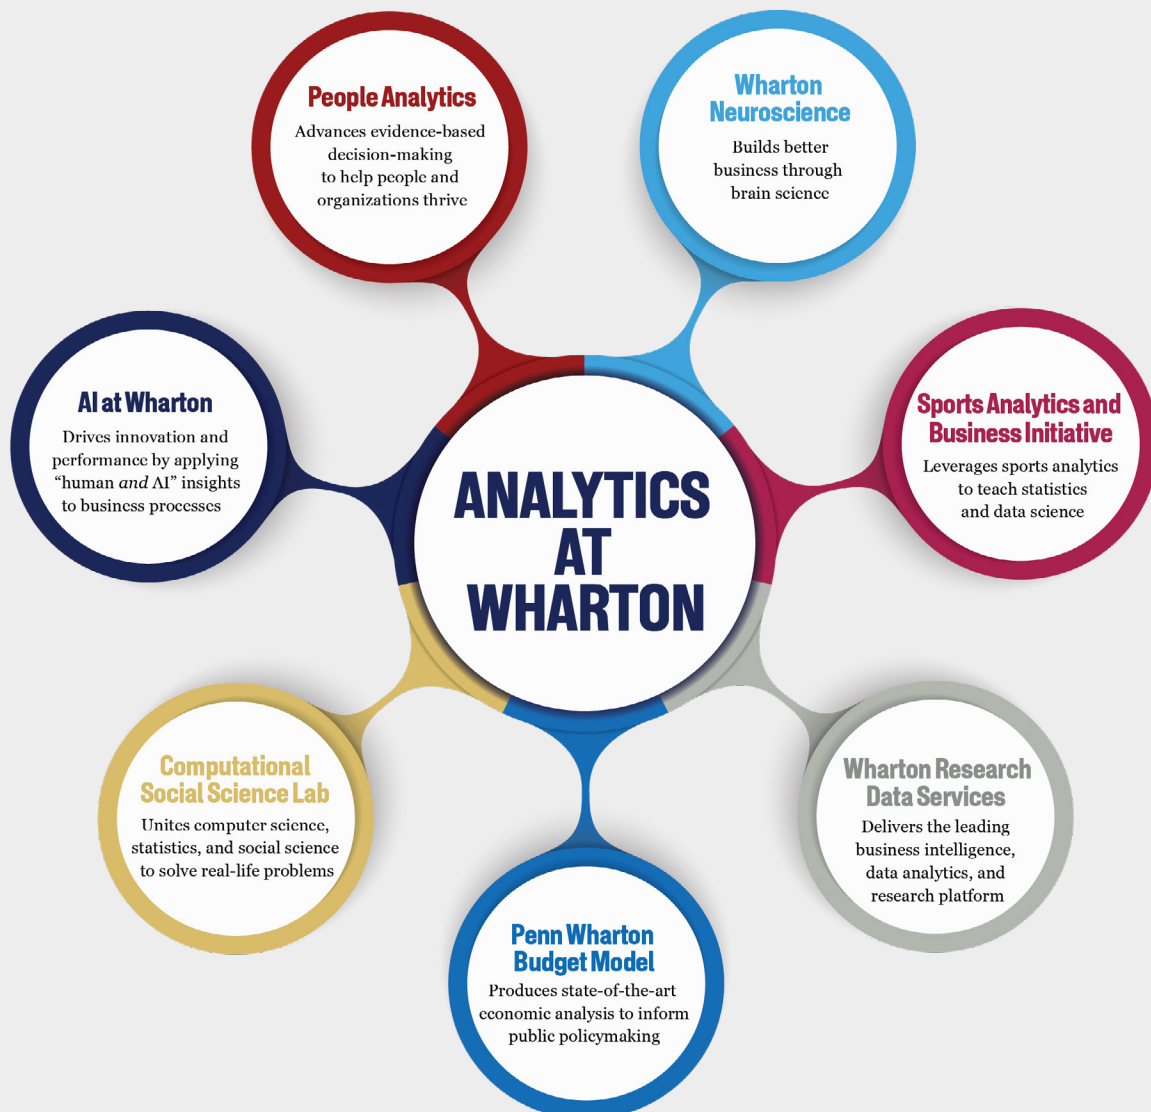 People Analytics
Advances evidence-based
decision-making
to help people and
organizations thrive
Wharton
Neuroscience
Builds better
business through
brain science
AI at Wharton
Drives innovation and
performance by applying
“human and AI” insights
to business processes
Sports Analytics and
Business Initiative
Leverages sports analytics
to teach statistics
and data science
ANALYTICS
AT
WHARTON
Computational
Social Science Lab
Unites computer science,
statistics, and social science
to solve real-life problems
Wharton Research
Data Services
Delivers the leading
business intelligence,
data analytics, and
research platform
Penn Wharton
Budget Model
Produces state-of-the-art
economic analysis to inform
public policymaking